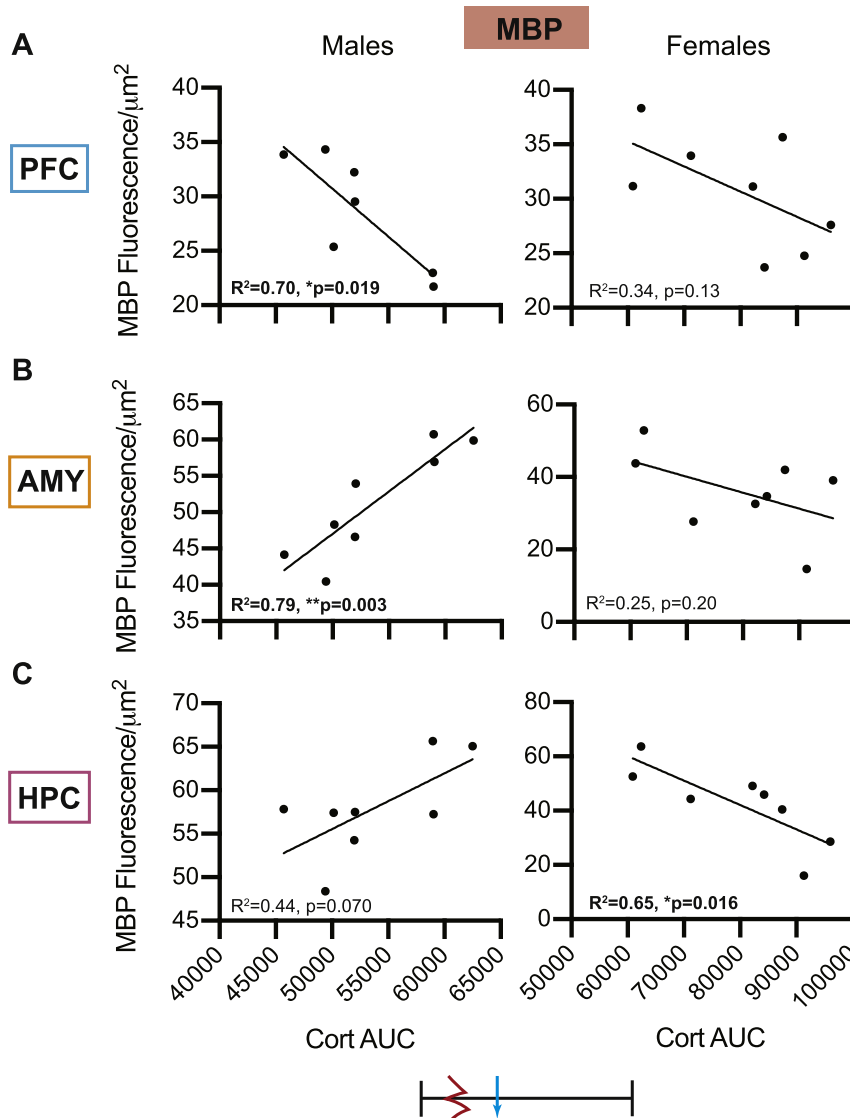 MBP
A
Males
Females
PFC
MBP Fluorescence/µm²
40
35
30
25
20
R²=0.70, *p=0.019
40
35
30
25
20
R²=0.34, p=0.13
B
AMY
MBP Fluorescence/µm²
65
60
55
50
45
40
35
R²=0.79, **p=0.003
60
40
20
0
R²=0.25, p=0.20
C
HPC
MBP Fluorescence/µm²
70
65
60
55
50
45
R²=0.44, p=0.070
80
60
40
20
0
R²=0.65, *p=0.016
40000
45000
50000
55000
60000
65000
50000
60000
70000
80000
90000
100000
Cort AUC
Cort AUC